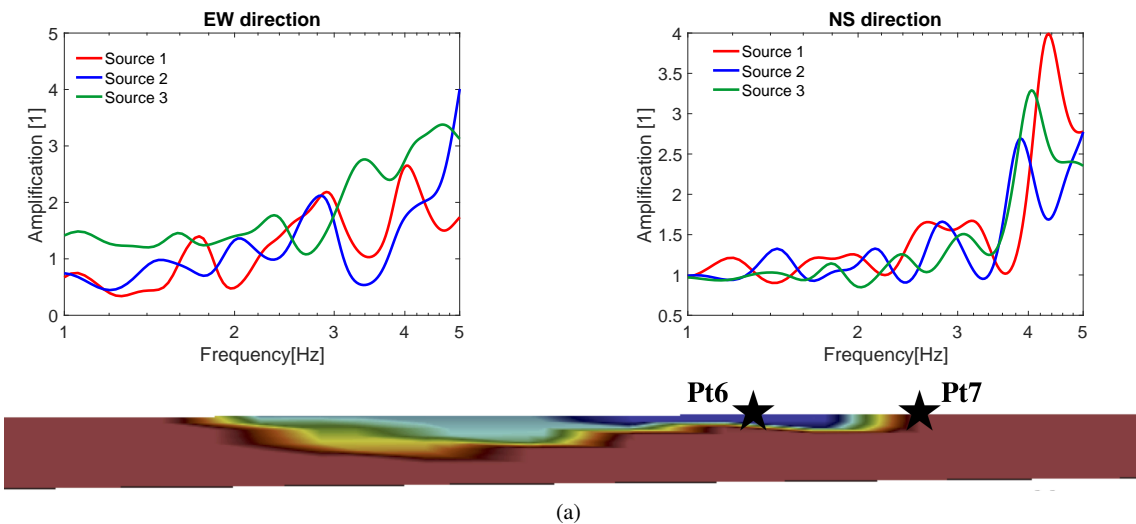 EW direction
5
4
3
2
1
0
Amplification [1]
Source 1
Source 2
Source 3
1 2 3 4 5
Frequency[Hz]
NS direction
4
3.5
3
2.5
2
1.5
1
0.5
Amplification [1]
Source 1
Source 2
Source 3
1 2 3 4 5
Frequency[Hz]
Pt6 Pt7
(a)